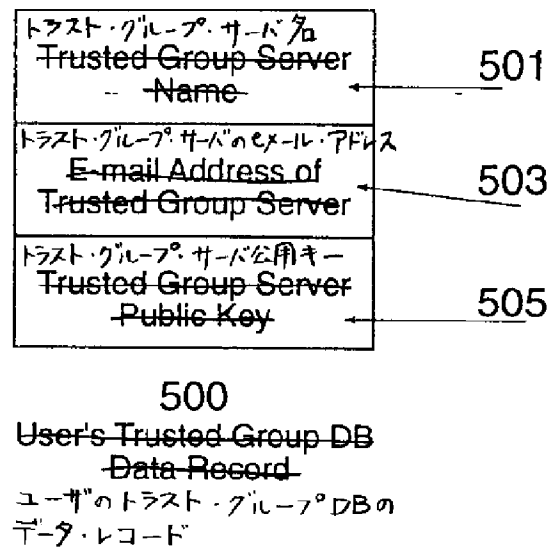 トラスト・グループ・サーバ名
Trusted Group Server
Name
501
トラスト・グループ・サーバのeメール・アドレス
E-mail Address of
Trusted Group Server
503
トラスト・グループ・サーバ公用キー
Trusted Group Server
Public Key
505
500
User's Trusted Group DB
Data Record
ユーザのトラスト・グループDBの
データ・レコード